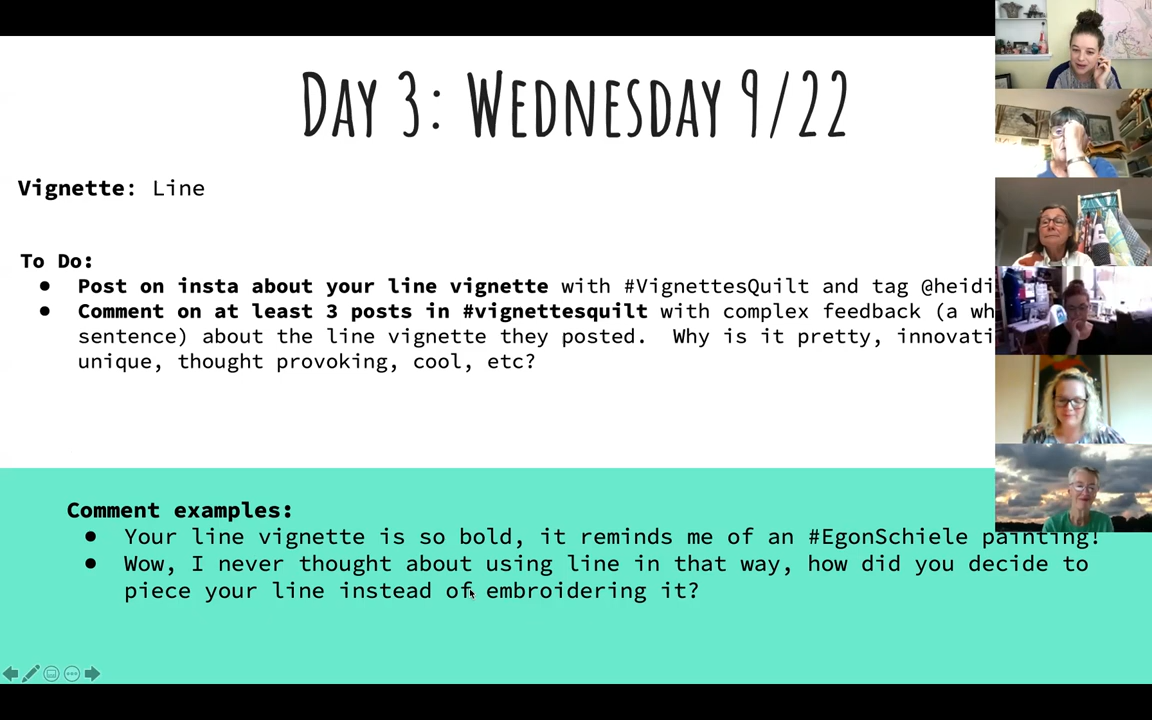 Day 3: Wednesday 9/22
Vignette: Line
To Do:
● Post on insta about your line vignette with #VignettesQuilt and tag @heidi
● Comment on at least 3 posts in #vignettesquilt with complex feedback (a wh
sentence) about the line vignette they posted. Why is it pretty, innovati
unique, thought provoking, cool, etc?
Comment examples:
● Your line vignette is so bold, it reminds me of an #EgonSchiele painting!
● Wow, I never thought about using line in that way, how did you decide to
piece your line instead of embroidering it?